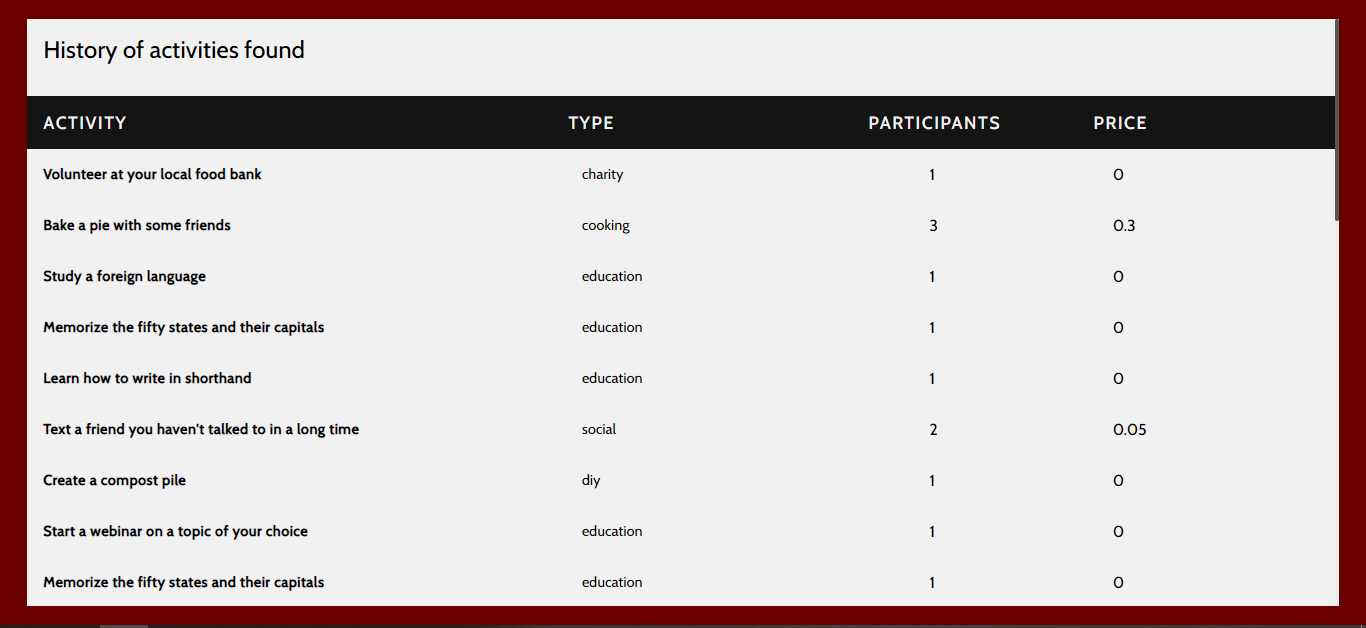 History of activities found
ACTIVITY TYPE PARTICIPANTS PRICE
Volunteer at your local food bank charity 1 0
Bake a pie with some friends cooking 3 0.3
Study a foreign language education 1 0
Memorize the fifty states and their capitals education 1 0
Learn how to write in shorthand education 1 0
Text a friend you haven't talked to in a long time social 2 0.05
Create a compost pile diy 1 0
Start a webinar on a topic of your choice education 1 0
Memorize the fifty states and their capitals education 1 0